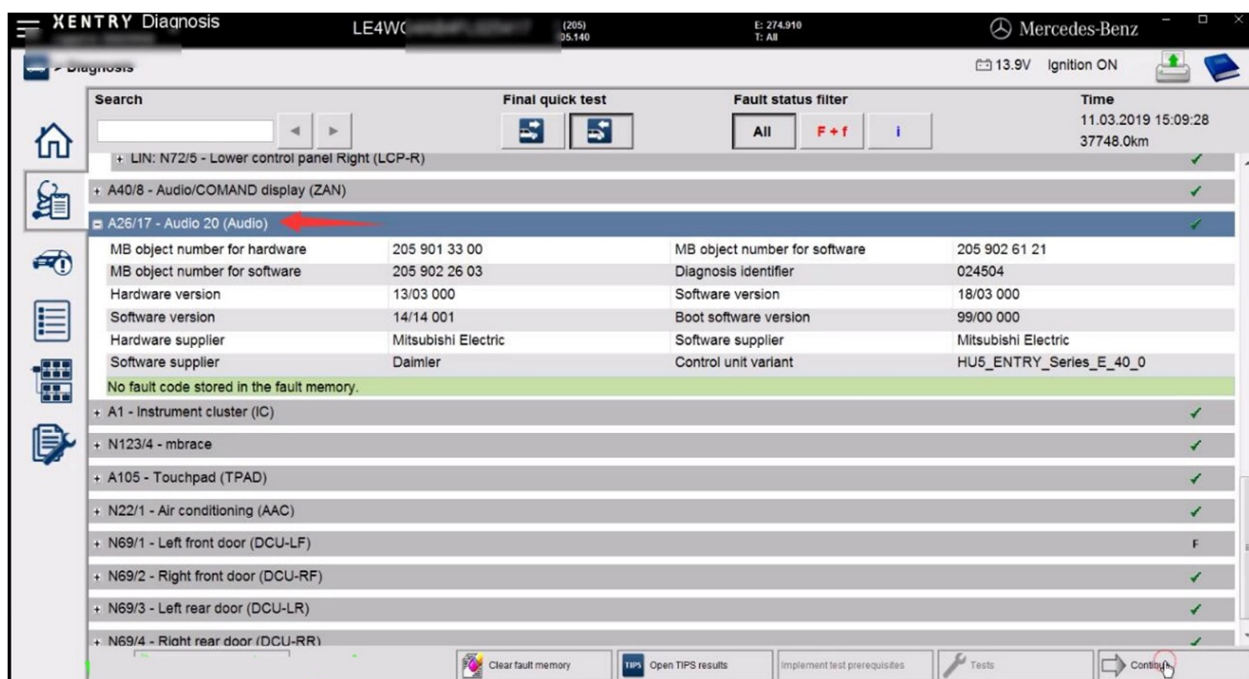 XENTRY Diagnosis LE4W (205) E: 274.910 Mercedes-Benz
05.140 T: All
> Diagnosis 13.9V Ignition ON
Search Final quick test Fault status filter Time
All F + f i 11.03.2019 15:09:28
37748.0km
+ LIN: N72/5 - Lower control panel Right (LCP-R) ✓
+ A40/8 - Audio/COMAND display (ZAN) ✓
A26/17 - Audio 20 (Audio) ✓
MB object number for hardware 205 901 33 00 MB object number for software 205 902 61 21
MB object number for software 205 902 26 03 Diagnosis identifier 024504
Hardware version 13/03 000 Software version 18/03 000
Software version 14/14 001 Boot software version 99/00 000
Hardware supplier Mitsubishi Electric Software supplier Mitsubishi Electric
Software supplier Daimler Control unit variant HU5_ENTRY_Series_E_40_0
No fault code stored in the fault memory.
+ A1 - Instrument cluster (IC) ✓
+ N123/4 - mbrace ✓
+ A105 - Touchpad (TPAD) ✓
+ N22/1 - Air conditioning (AAC) ✓
+ N69/1 - Left front door (DCU-LF) F
+ N69/2 - Right front door (DCU-RF) ✓
+ N69/3 - Left rear door (DCU-LR) ✓
+ N69/4 - Right rear door (DCU-RR) ✓
Clear fault memory TIPS Open TIPS results Implement test prerequisites Tests Continue